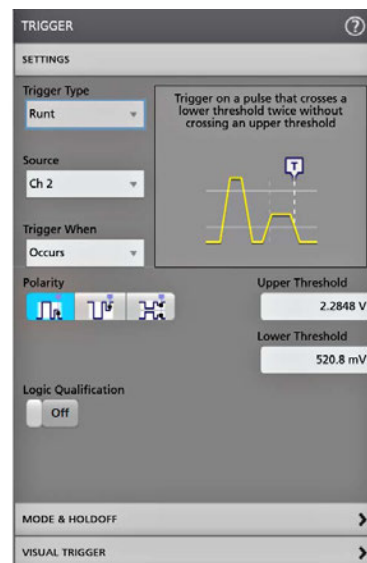 TRIGGER ?
SETTINGS
Trigger Type
Runt
Trigger on a pulse that crosses a
lower threshold twice without
crossing an upper threshold
T
Source
Ch 2
Trigger When
Occurs
Polarity
Upper Threshold
2.2848 V
Lower Threshold
520.8 mV
Logic Qualification
Off
MODE & HOLDOFF
VISUAL TRIGGER